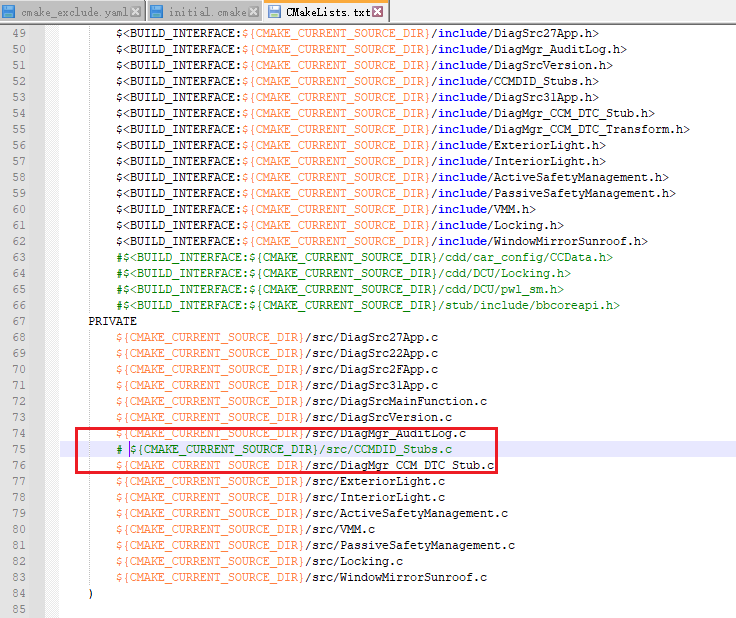 cmake_exclude.yaml initial.cmake CMakeLists.txt
49 $<BUILD_INTERFACE:${CMAKE_CURRENT_SOURCE_DIR}/include/DiagSrc27App.h>
50 $<BUILD_INTERFACE:${CMAKE_CURRENT_SOURCE_DIR}/include/DiagMgr_AuditLog.h>
51 $<BUILD_INTERFACE:${CMAKE_CURRENT_SOURCE_DIR}/include/DiagSrcVersion.h>
52 $<BUILD_INTERFACE:${CMAKE_CURRENT_SOURCE_DIR}/include/CCMDID_Stubs.h>
53 $<BUILD_INTERFACE:${CMAKE_CURRENT_SOURCE_DIR}/include/DiagSrc31App.h>
54 $<BUILD_INTERFACE:${CMAKE_CURRENT_SOURCE_DIR}/include/DiagMgr_CCM_DTC_Stub.h>
55 $<BUILD_INTERFACE:${CMAKE_CURRENT_SOURCE_DIR}/include/DiagMgr_CCM_DTC_Transform.h>
56 $<BUILD_INTERFACE:${CMAKE_CURRENT_SOURCE_DIR}/include/ExteriorLight.h>
57 $<BUILD_INTERFACE:${CMAKE_CURRENT_SOURCE_DIR}/include/InteriorLight.h>
58 $<BUILD_INTERFACE:${CMAKE_CURRENT_SOURCE_DIR}/include/ActiveSafetyManagement.h>
59 $<BUILD_INTERFACE:${CMAKE_CURRENT_SOURCE_DIR}/include/PassiveSafetyManagement.h>
60 $<BUILD_INTERFACE:${CMAKE_CURRENT_SOURCE_DIR}/include/VMM.h>
61 $<BUILD_INTERFACE:${CMAKE_CURRENT_SOURCE_DIR}/include/Locking.h>
62 $<BUILD_INTERFACE:${CMAKE_CURRENT_SOURCE_DIR}/include/WindowMirrorSunroof.h>
63 #$<BUILD_INTERFACE:${CMAKE_CURRENT_SOURCE_DIR}/cdd/car_config/CCData.h>
64 #$<BUILD_INTERFACE:${CMAKE_CURRENT_SOURCE_DIR}/cdd/DCU/Locking.h>
65 #$<BUILD_INTERFACE:${CMAKE_CURRENT_SOURCE_DIR}/cdd/DCU/pwl_sm.h>
66 #$<BUILD_INTERFACE:${CMAKE_CURRENT_SOURCE_DIR}/stub/include/bbcoreapi.h>
67 PRIVATE
68 ${CMAKE_CURRENT_SOURCE_DIR}/src/DiagSrc27App.c
69 ${CMAKE_CURRENT_SOURCE_DIR}/src/DiagSrc22App.c
70 ${CMAKE_CURRENT_SOURCE_DIR}/src/DiagSrc2FApp.c
71 ${CMAKE_CURRENT_SOURCE_DIR}/src/DiagSrc31App.c
72 ${CMAKE_CURRENT_SOURCE_DIR}/src/DiagSrcMainFunction.c
73 ${CMAKE_CURRENT_SOURCE_DIR}/src/DiagSrcVersion.c
74 ${CMAKE_CURRENT_SOURCE_DIR}/src/DiagMgr_AuditLog.c
75 # ${CMAKE_CURRENT_SOURCE_DIR}/src/CCMDID_Stubs.c
76 ${CMAKE_CURRENT_SOURCE_DIR}/src/DiagMgr_CCM_DTC_Stub.c
77 ${CMAKE_CURRENT_SOURCE_DIR}/src/ExteriorLight.c
78 ${CMAKE_CURRENT_SOURCE_DIR}/src/InteriorLight.c
79 ${CMAKE_CURRENT_SOURCE_DIR}/src/ActiveSafetyManagement.c
80 ${CMAKE_CURRENT_SOURCE_DIR}/src/VMM.c
81 ${CMAKE_CURRENT_SOURCE_DIR}/src/PassiveSafetyManagement.c
82 ${CMAKE_CURRENT_SOURCE_DIR}/src/Locking.c
83 ${CMAKE_CURRENT_SOURCE_DIR}/src/WindowMirrorSunroof.c
84 )
85